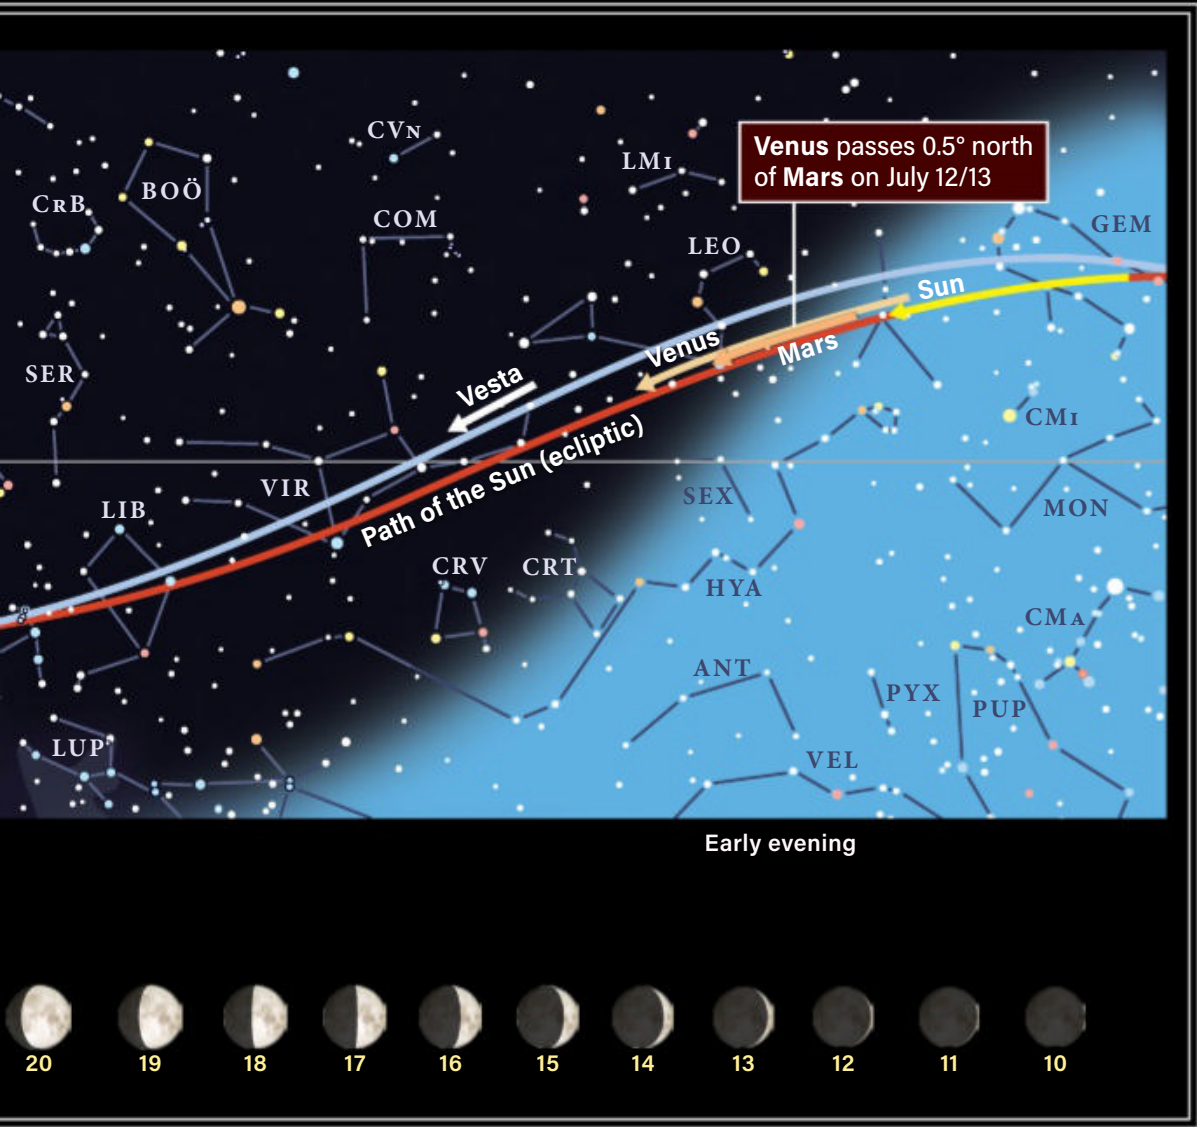 CVN
LMI
Venus passes 0.5° north
of Mars on July 12/13
BOÖ
CRB
COM
GEM
LEO
Sun
Venus
Mars
SER
Vesta
CMI
Path of the Sun (ecliptic)
VIR
SEX
LIB
MON
CRV
CRT
HYA
CMA
ANT
PYX
PUP
LUP
VEL
Early evening
20 19 18 17 16 15 14 13 12 11 10